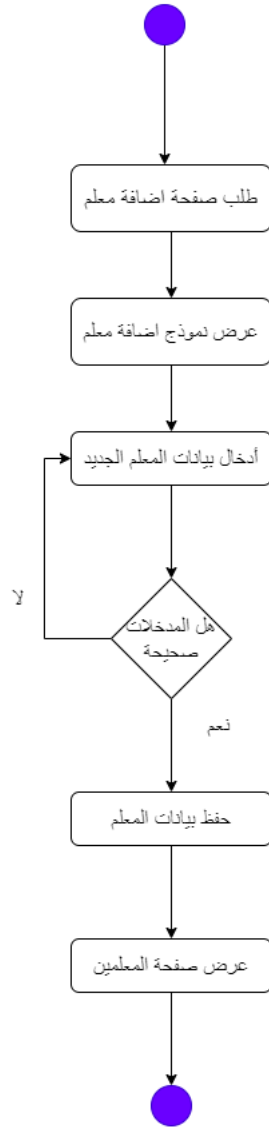 طلب صفحة اضافة معلم
عرض نموذج اضافة معلم
أدخال بيانات المعلم الجديد
هل المدخلات
صحيحة
لا
نعم
حفظ بيانات المعلم
عرض صفحة المعلمين